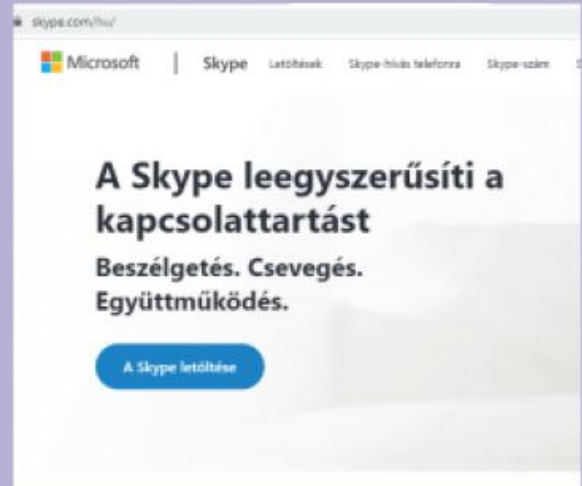 skype.com/hu/
Microsoft | Skype Letöltések Skype-hívás telefonra Skype-szám
A Skype leegyszerűsíti a
kapcsolattartást
Beszélgetés. Csevegés.
Együttműködés.
A Skype letöltése